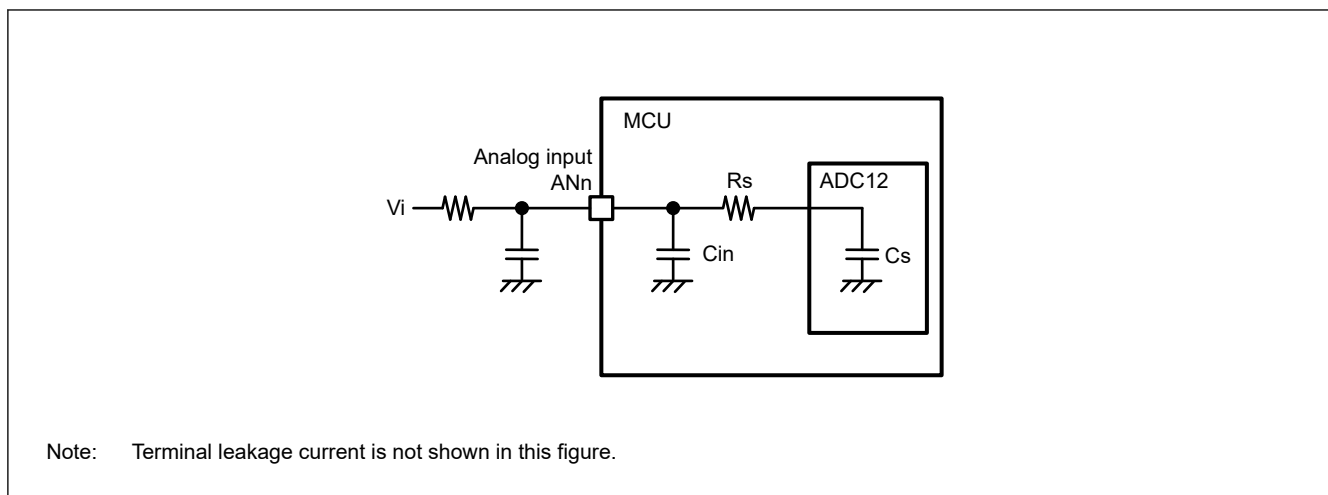 MCU
Analog input
ANn
Rs
ADC12
Vi
Cin
Cs
Note: Terminal leakage current is not shown in this figure.